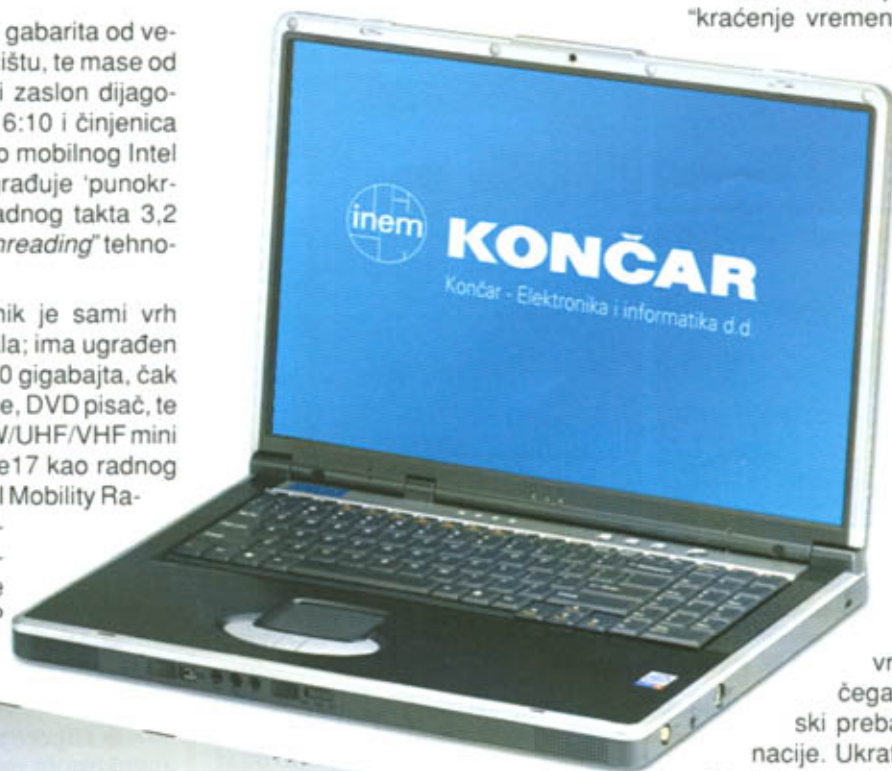 gabarita od ve-
ištu, te mase od
i zaslon dijago-
6:10 i činjenica
o mobilnog Intel
građuje 'punokr-
adnog takta 3,2
hreading" tehno-
nik je sami vrh
ala; ima ugrađen
0 gigabajta, čak
e, DVD pisač, te
V/UHF/VHF mini
e17 kao radnog
l Mobility Ra-
"kraćenje vremen
inem
KONČAR
Končar - Elektronika i informatika d.d.
vr
čega
ski preba
nacije. Ukrat